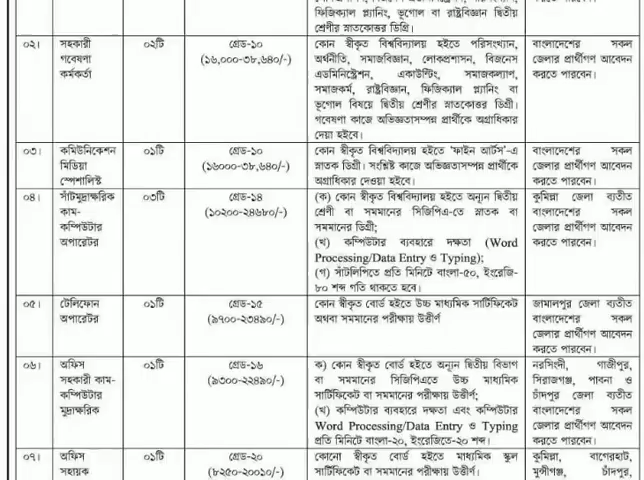 ফিজিক্যাল প্ল্যানিং, ভূগোল বা রাষ্ট্রবিজ্ঞান দ্বিতীয়
শ্রেণীর স্নাতকোত্তর ডিগ্রি।
০২। সহকারী গবেষণা কর্মকর্তা ০২টি গ্রেড-১০ (১৬,০০০-৩৮,৬৪০/-)
কোন স্বীকৃত বিশ্ববিদ্যালয় হইতে পরিসংখ্যান,
অর্থনীতি, সমাজবিজ্ঞান, লোকপ্রশাসন, বিজনেস
এডমিনিষ্ট্রেশন, একাউন্টিং, সমাজকল্যাণ,
সমাজকর্ম, রাষ্ট্রবিজ্ঞান, ফিজিক্যাল প্ল্যানিং বা
ভূগোল বিষয়ে দ্বিতীয় শ্রেণীর স্নাতকোত্তর ডিগ্রী।
গবেষণা কাজে অভিজ্ঞতাসম্পন্ন প্রার্থীকে অগ্রাধিকার
দেয়া হইবে।
বাংলাদেশের সকল
জেলার প্রার্থীগণ আবেদন
করতে পারবেন।
০৩। কমিউনিকেশন মিডিয়া স্পেশালিস্ট ০১টি গ্রেড-১০ (১৬০০০-৩৮,৬৪০/-)
কোন স্বীকৃত বিশ্ববিদ্যালয় হইতে ‘ফাইন আর্টস’-এ
স্নাতক ডিগ্রী। সংশ্লিষ্ট কাজে অভিজ্ঞতাসম্পন্ন প্রার্থীকে
অগ্রাধিকার দেওয়া হইবে।
বাংলাদেশের সকল
জেলার প্রার্থীগণ আবেদন
করতে পারবেন।
০৪। সাঁটমুদ্রাক্ষরিক কাম- কম্পিউটার অপারেটর ০৩টি গ্রেড-১৪ (১০২০০-২৪৬৮০/-)
(ক) কোন স্বীকৃত বিশ্ববিদ্যালয় হইতে অন্যূন দ্বিতীয়
শ্রেণী বা সমমানের সিজিপিএ-তে স্নাতক বা
সমমানের ডিগ্রী;
(খ) কম্পিউটার ব্যবহারে দক্ষতা (Word
Processing/Data Entry ও Typing);
(গ) সাঁটলিপিতে প্রতি মিনিটে বাংলা-৫০, ইংরেজি-
৮০ শব্দ গতি থাকতে হবে।
কুমিল্লা জেলা ব্যতীত
বাংলাদেশের সকল
জেলার প্রার্থীগণ আবেদন
করতে পারবেন।
০৫। টেলিফোন অপারেটর ০১টি গ্রেড-১৫ (৯৭০০-২৩৪৯০/-)
কোন স্বীকৃত বোর্ড হইতে উচ্চ মাধ্যমিক সার্টিফিকেট
অথবা সমমানের পরীক্ষায় উত্তীর্ণ
জামালপুর জেলা ব্যতীত
বাংলাদেশের সকল
জেলার প্রার্থীগণ আবেদন
করতে পারবেন।
০৬। অফিস সহকারী কাম- কম্পিউটার মুদ্রাক্ষরিক ০১টি গ্রেড-১৬ (৯৩০০-২২৪৯০/-)
ক) কোন স্বীকৃত বোর্ড হইতে অন্যূন দ্বিতীয় বিভাগ
বা সমমানের সিজিপিএতে উচ্চ মাধ্যমিক
সার্টিফিকেট বা সমমানের পরীক্ষায় উত্তীর্ণ;
(খ) কম্পিউটার ব্যবহারে দক্ষতা এবং কম্পিউটার
Word Processing/Data Entry ও Typing
প্রতি মিনিটে বাংলা-২০, ইংরেজিতে-২০ শব্দ।
নরসিংদী, গাজীপুর,
সিরাজগঞ্জ, পাবনা ও
চাঁদপুর জেলা ব্যতীত
বাংলাদেশের সকল
জেলার প্রার্থীগণ আবেদন
করতে পারবেন।
০৭। অফিস সহায়ক ০১টি গ্রেড-২০ (৮২৫০-২০০১০/-)
কোনো স্বীকৃত বোর্ড হইতে মাধ্যমিক স্কুল
সার্টিফিকেট বা সমমানের পরীক্ষায় উত্তীর্ণ।
কুমিল্লা, বাগেরহাট,
মুন্সীগঞ্জ, চাঁদপুর,